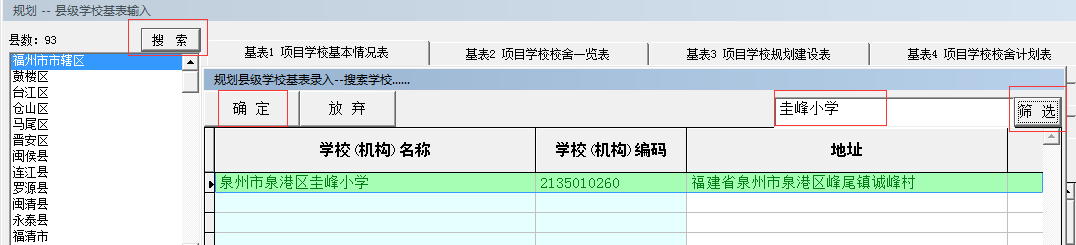 规划 -- 县级学校基表输入
县数: 93
搜 索
福州市市辖区
鼓楼区
台江区
仓山区
马尾区
晋安区
闽侯县
连江县
罗源县
闽清县
永泰县
福清市
基表1 项目学校基本情况表
基表2 项目学校校舍一览表
基表3 项目学校规划建设表
基表4 项目学校校舍计划表
规划县级学校基表录入--搜索学校......
确 定
放 弃
圭峰小学
筛 选
学校(机构)名称
学校(机构)编码
地址
泉州市泉港区圭峰小学
2135010260
福建省泉州市泉港区峰尾镇诚峰村